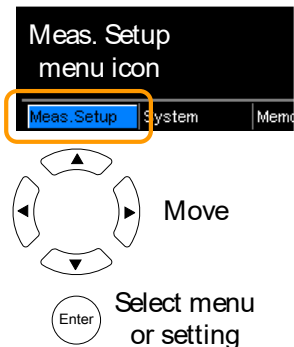 Meas. Setup
menu icon
Meas.Setup System
Move
Enter
Select menu
or setting